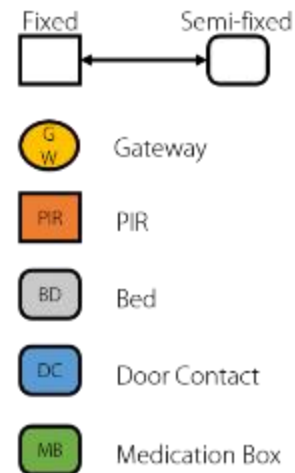 Fixed Semi-fixed
G
W
Gateway
PIR PIR
BD Bed
DC Door Contact
MB Medication Box